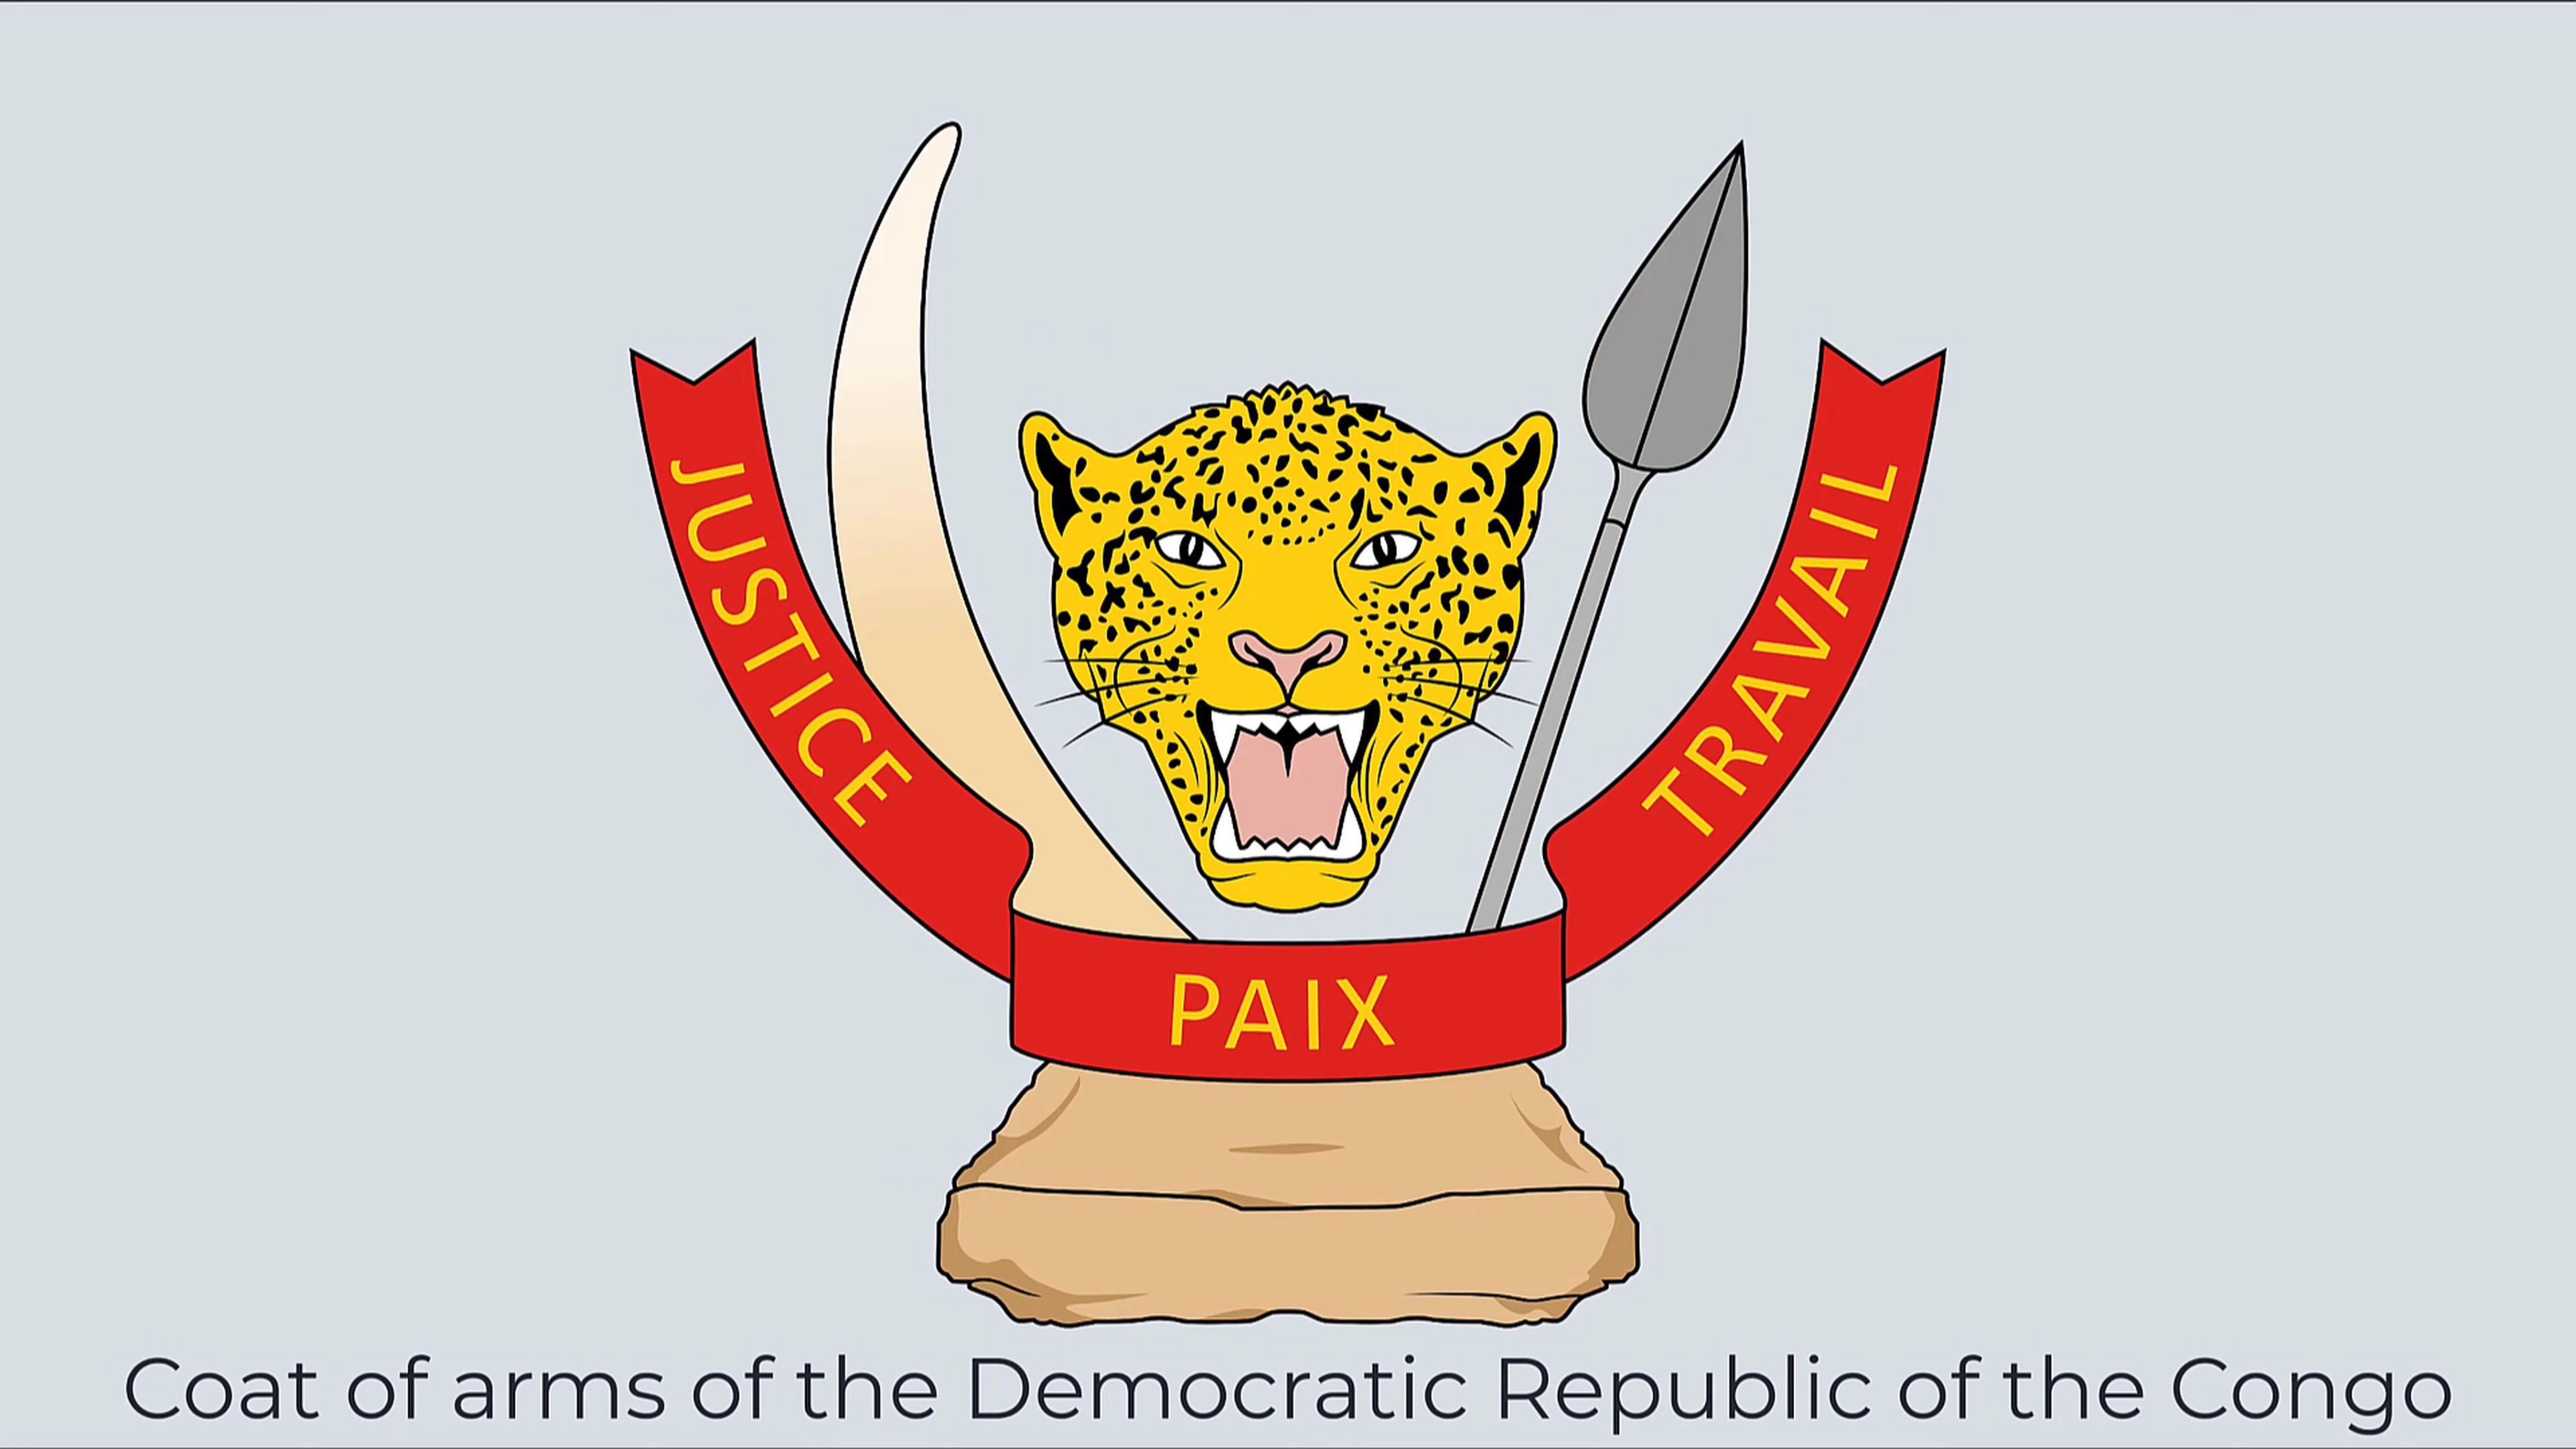 JUSTICE
PAIX
TRAVAIL
Coat of arms of the Democratic Republic of the Congo